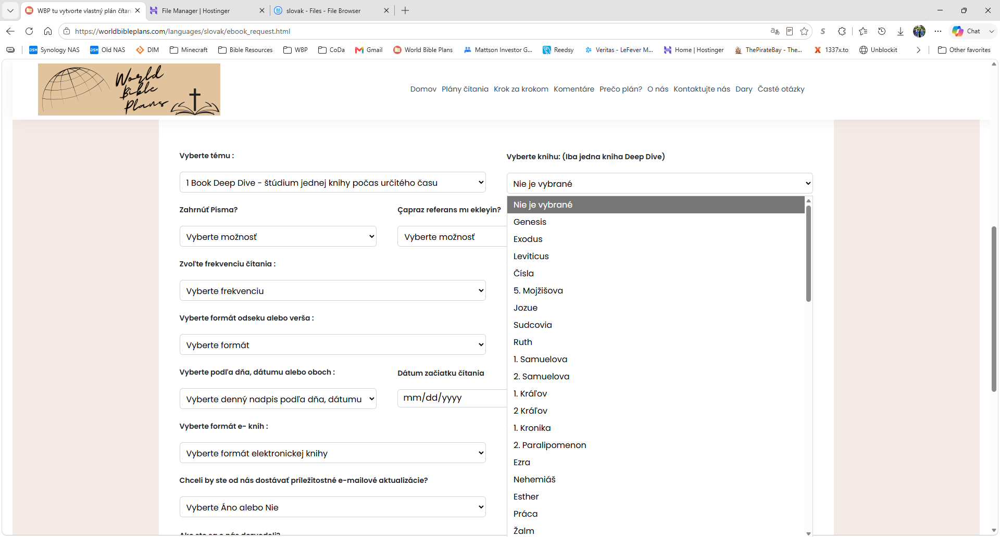 WBP tu vytvorte vlastný plán čítani
File Manager | Hostinger
slovak - Files - File Browser
https://worldbibleplans.com/languages/slovak/ebook_request.html
Chat
Synology NAS
Old NAS
DIM
Minecraft
Bible Resources
WBP
CoDa
Gmail
World Bible Plans
Mattson Investor G...
Reedsy
Veritas - LeFever M...
Home | Hostinger
ThePirateBay - The...
1337x.to
Unblockit
Other favorites
World
Bible
Plans
Domov Plány čítania Krok za krokom Komentáre Prečo plán? O nás Kontaktujte nás Dary Časté otázky
Vyberte tému :
1 Book Deep Dive - štúdium jednej knihy počas určitého času
Vyberte knihu: (Iba jedna kniha Deep Dive)
Nie je vybrané
Zahrnúť Písma?
Vyberte možnosť
Çapraz referans mı ekleyin?
Vyberte možnosť
Zvoľte frekvenciu čítania :
Vyberte frekvenciu
Vyberte formát odseku alebo verša :
Vyberte formát
Vyberte podľa dňa, dátumu alebo oboch :
Vyberte denný nadpis podľa dňa, dátumu
Dátum začiatku čítania
mm/dd/yyyy
Vyberte formát e- kníh :
Vyberte formát elektronickej knihy
Chceli by ste od nás dostávať príležitostné e-mailové aktualizácie?
Vyberte Áno alebo Nie
Ako ste sa o nás dozvedeli?
Nie je vybrané
Genesis
Exodus
Leviticus
Čísla
5. Mojžišova
Jozue
Sudcovia
Ruth
1. Samuelova
2. Samuelova
1. Kráľov
2 Kráľov
1. Kronika
2. Paralipomenon
Ezra
Nehemiáš
Esther
Práca
Žalm